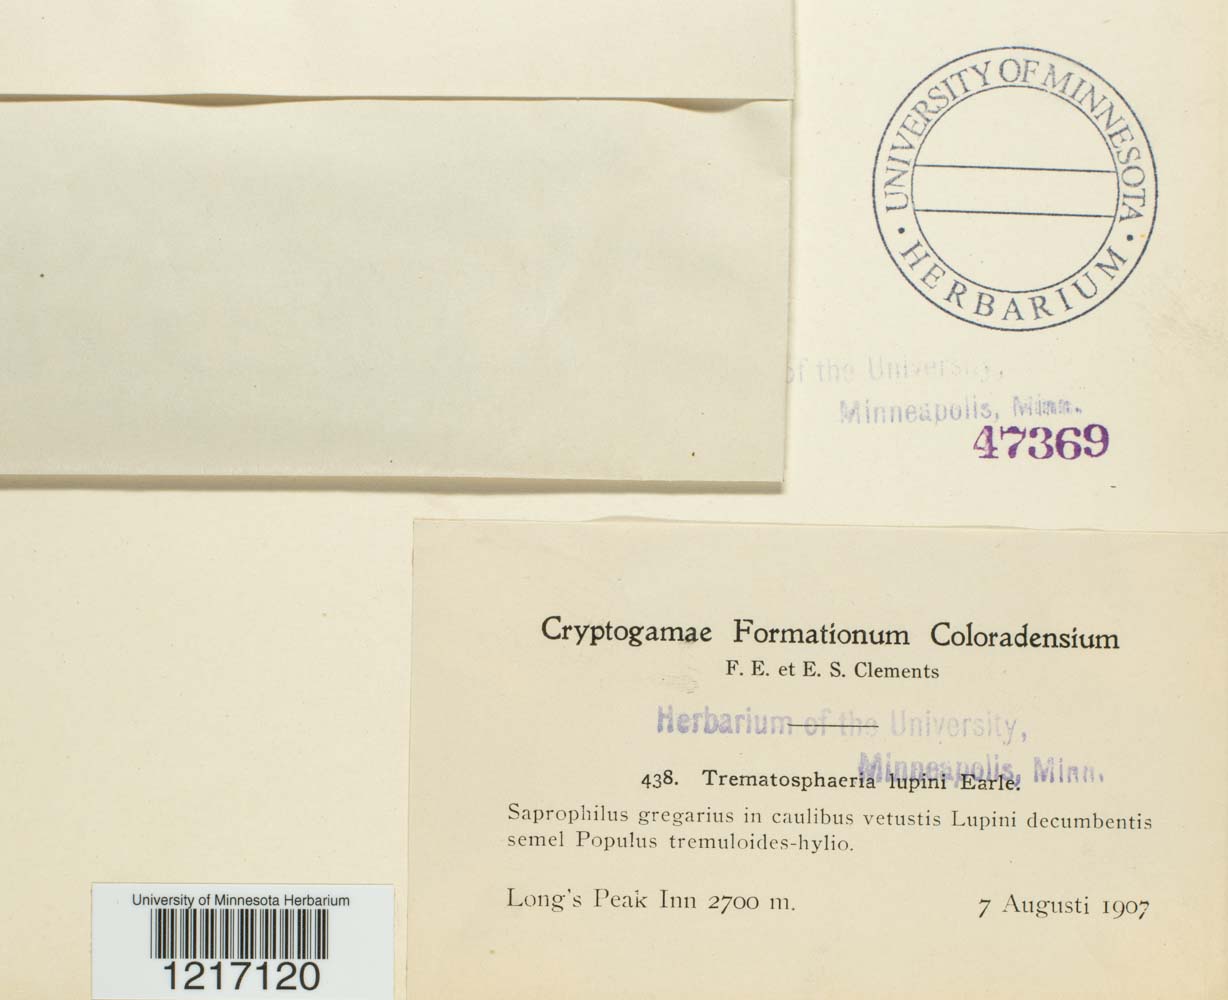 UNIVERSITY OF MINNESOTA
• HERBARIUM •
of the University,
Minneapolis, Minn.
47369
Cryptogamae Formationum Coloradensium
F. E. et E. S. Clements
Herbarium of the University,
Minneapolis, Minn.
438. Trematosphaeria lupini Earle.
Saprophilus gregarius in caulibus vetustis Lupini decumbentis
semel Populus tremuloides-hylio.
Long's Peak Inn 2700 m. 7 Augusti 1907
University of Minnesota Herbarium
1217120